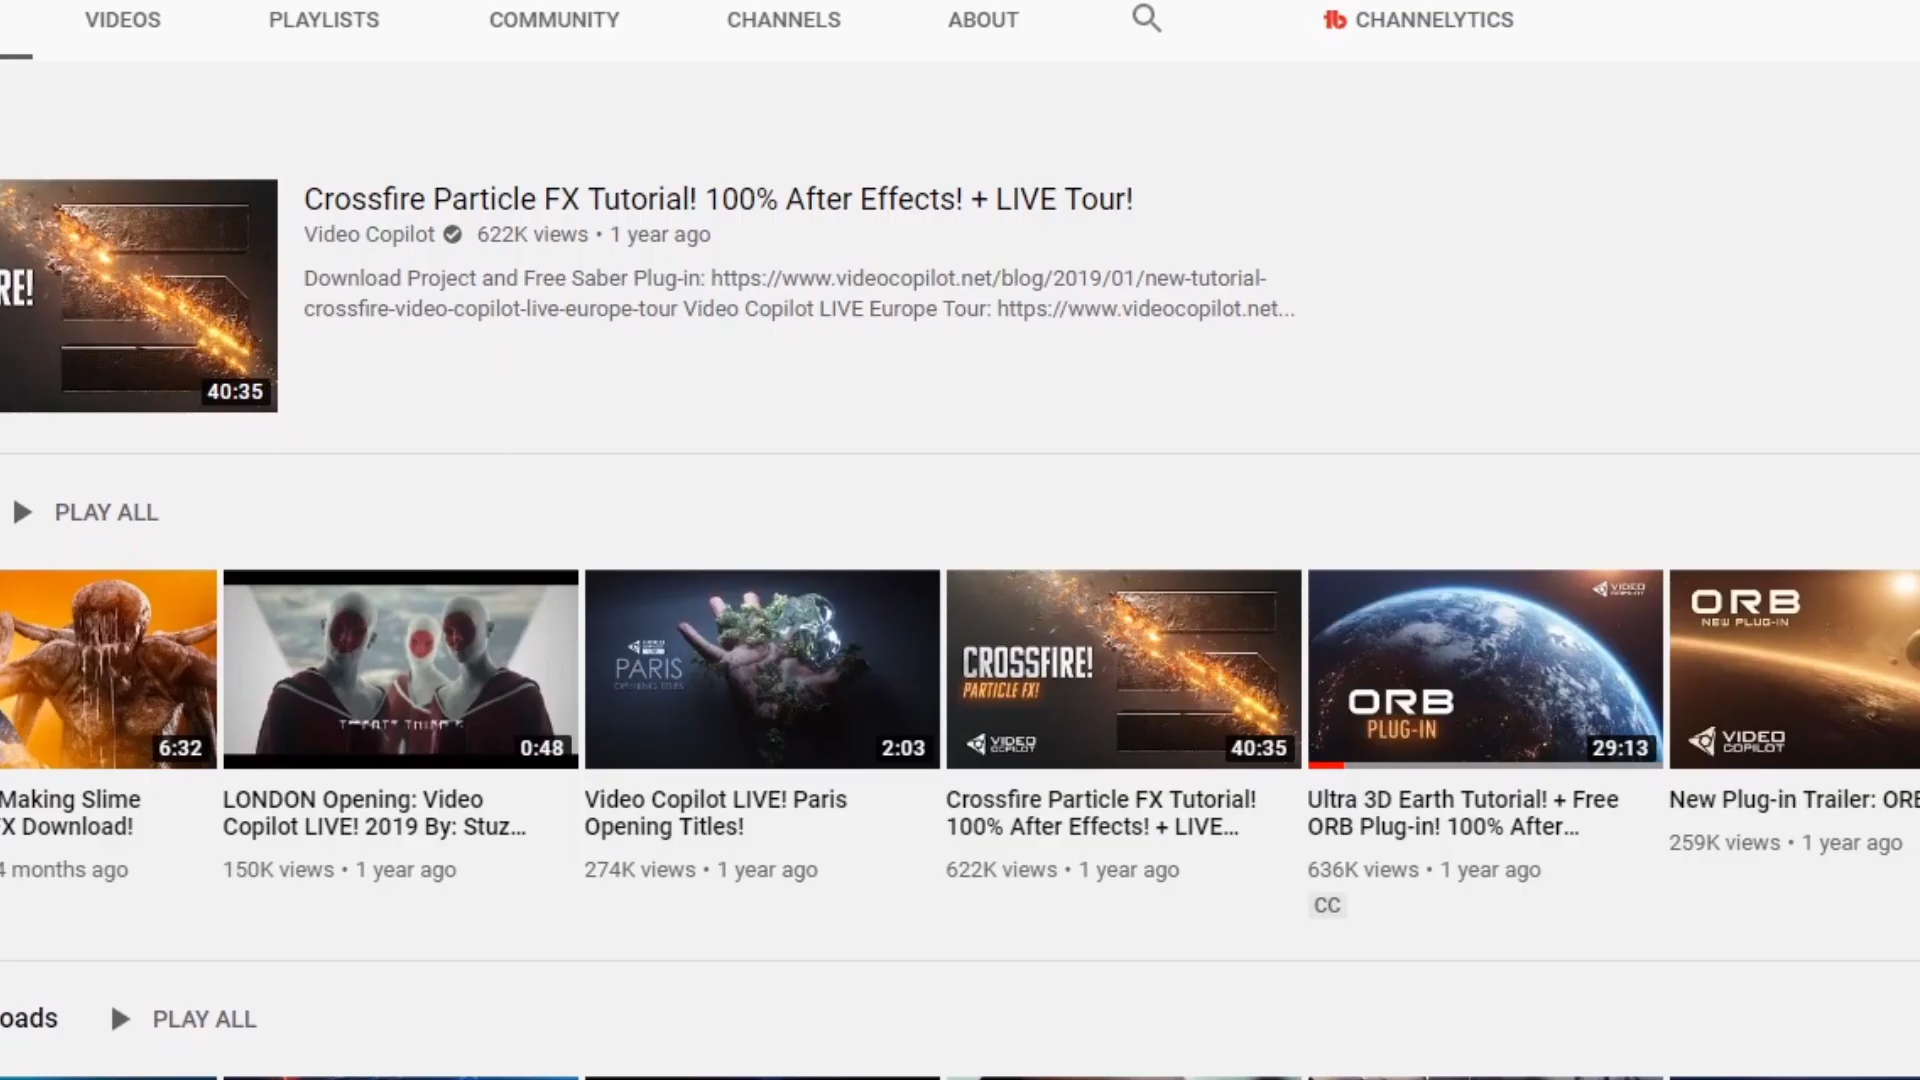 VIDEOS PLAYLISTS COMMUNITY CHANNELS ABOUT CHANNELYTICS
RE!
40:35
Crossfire Particle FX Tutorial! 100% After Effects! + LIVE Tour!
Video Copilot 622K views • 1 year ago
Download Project and Free Saber Plug-in: https://www.videocopilot.net/blog/2019/01/new-tutorial-
crossfire-video-copilot-live-europe-tour Video Copilot LIVE Europe Tour: https://www.videocopilot.net...
PLAY ALL
6:32
0:48
PARIS
OPENING TITLES
2:03
CROSSFIRE!
PARTICLE FX!
VIDEO
COPILOT
40:35
VIDEO
COPILOT
ORB
PLUG-IN
29:13
ORB
NEW PLUG-IN
VIDEO
COPILOT
Making Slime
FX Download!
4 months ago
LONDON Opening: Video
Copilot LIVE! 2019 By: Stuz...
150K views • 1 year ago
Video Copilot LIVE! Paris
Opening Titles!
274K views • 1 year ago
Crossfire Particle FX Tutorial!
100% After Effects! + LIVE...
622K views • 1 year ago
Ultra 3D Earth Tutorial! + Free
ORB Plug-in! 100% After...
636K views • 1 year ago
CC
New Plug-in Trailer: ORB
259K views • 1 year ago
oads PLAY ALL